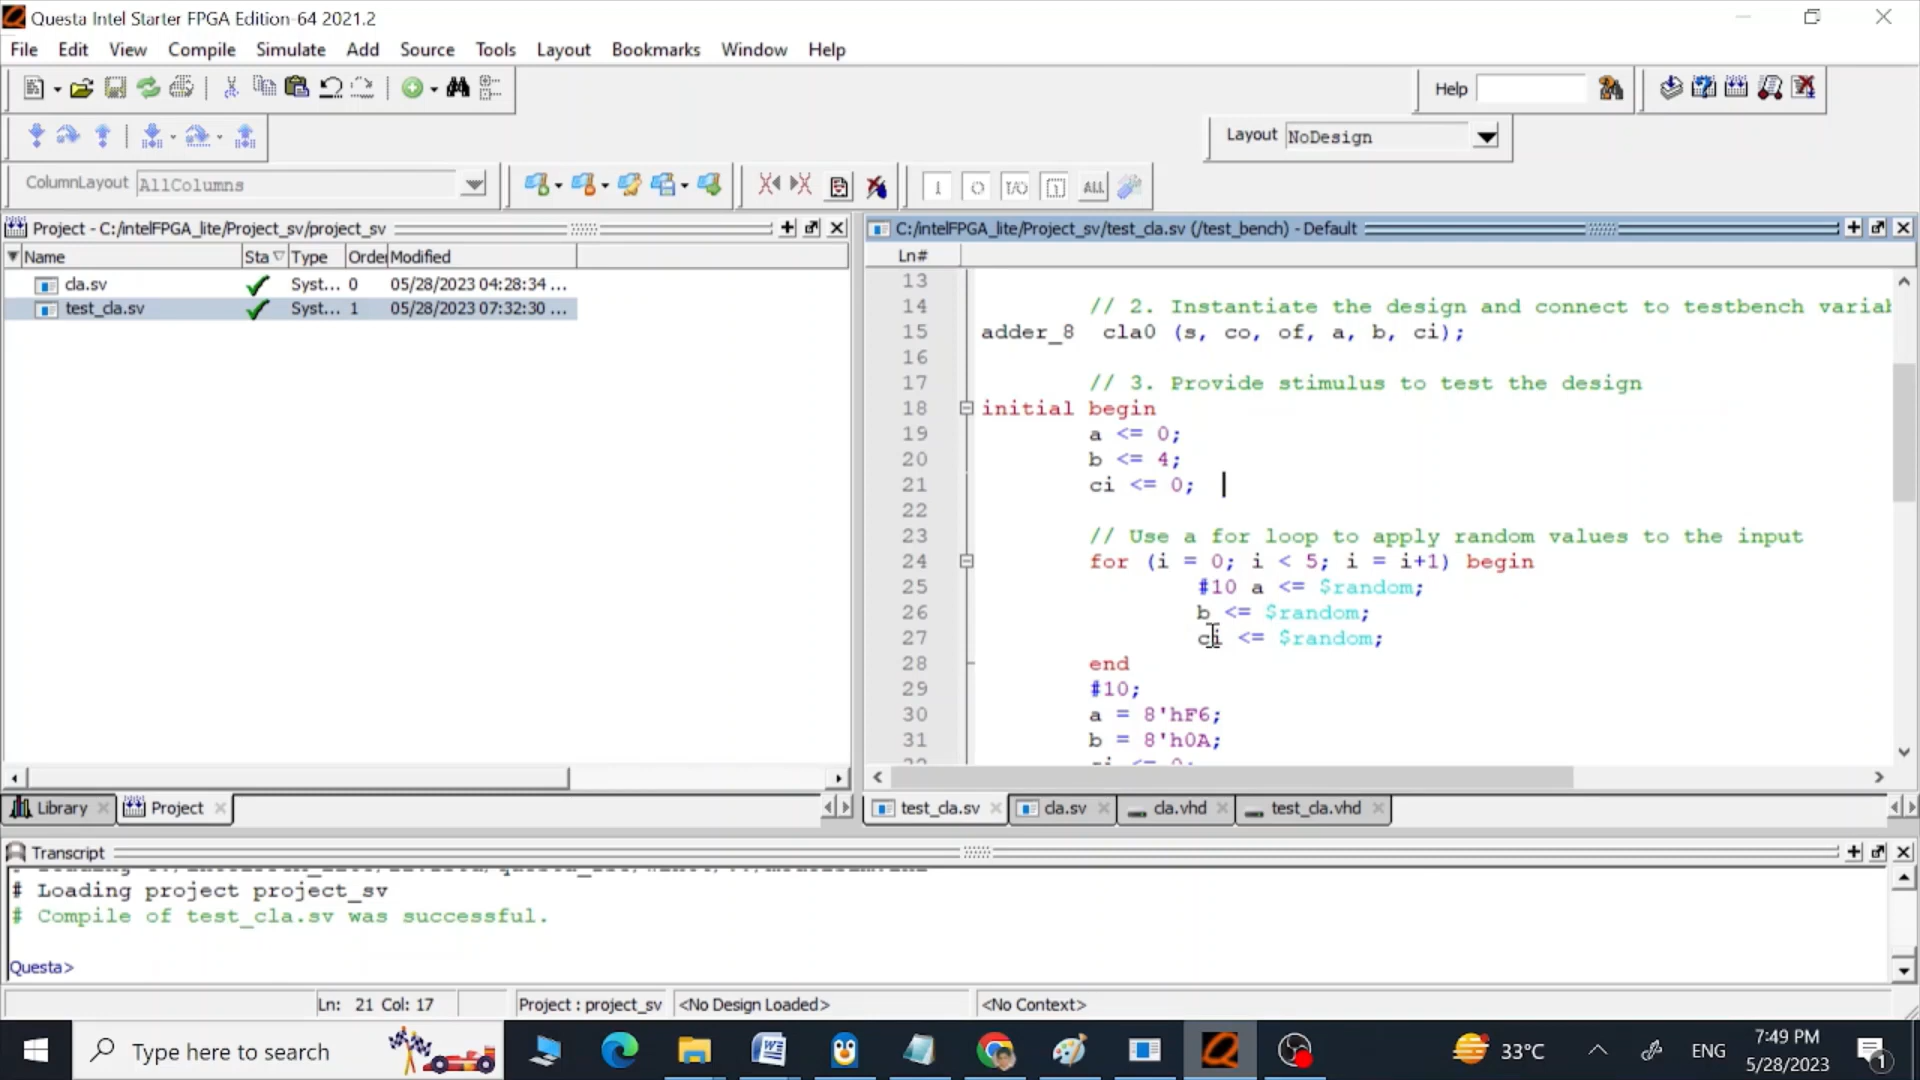 Questa Intel Starter FPGA Edition-64 2021.2
File Edit View Compile Simulate Add Source Tools Layout Bookmarks Window Help
Help
Layout NoDesign
ColumnLayout AllColumns
ALL
Project - C:/intelFPGA_lite/Project_sv/project_sv
Name Sta Type Order Modified
cla.sv Syst... 0 05/28/2023 04:28:34 ...
test_cla.sv Syst... 1 05/28/2023 07:32:30 ...
Library Project
C:/intelFPGA_lite/Project_sv/test_cla.sv (/test_bench) - Default
Ln#
13
14 // 2. Instantiate the design and connect to testbench variab
15 adder_8 cla0 (s, co, of, a, b, ci);
16
17 // 3. Provide stimulus to test the design
18 initial begin
19 a <= 0;
20 b <= 4;
21 ci <= 0;
22
23 // Use a for loop to apply random values to the input
24 for (i = 0; i < 5; i = i+1) begin
25 #10 a <= $random;
26 b <= $random;
27 ci <= $random;
28 end
29 #10;
30 a = 8'hF6;
31 b = 8'h0A;
test_cla.sv cla.sv cla.vhd test_cla.vhd
Transcript
# Loading project project_sv
# Compile of test_cla.sv was successful.
Questa>
Ln: 21 Col: 17 Project : project_sv <No Design Loaded> <No Context>
Type here to search
33°C ENG 7:49 PM 5/28/2023 1